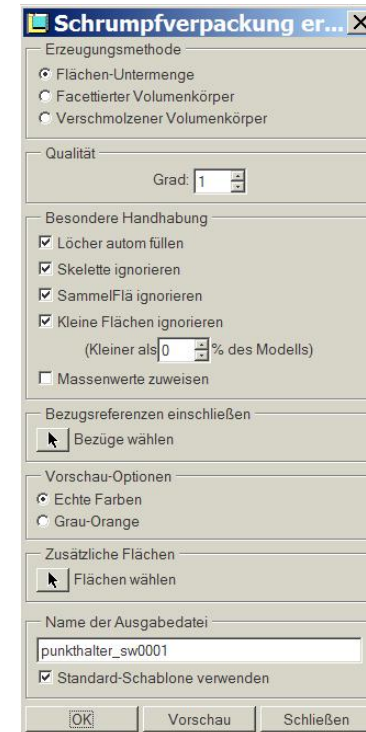 Schrumpfverpackung er...
Erzeugungsmethode
Flächen-Untermenge
Facettierter Volumenkörper
Verschmolzener Volumenkörper
Qualität
Grad: 1
Besondere Handhabung
Löcher autom füllen
Skelette ignorieren
SammelFlä ignorieren
Kleine Flächen ignorieren
(Kleiner als 0 % des Modells)
Massenwerte zuweisen
Bezugsreferenzen einschließen
Bezüge wählen
Vorschau-Optionen
Echte Farben
Grau-Orange
Zusätzliche Flächen
Flächen wählen
Name der Ausgabedatei
punkthalter_sw0001
Standard-Schablone verwenden
OK Vorschau Schließen